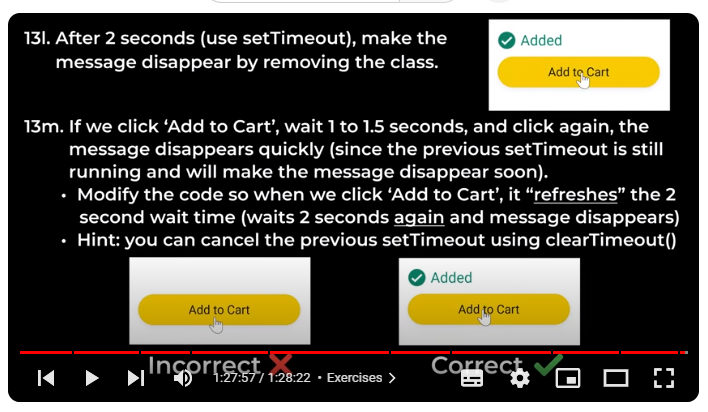 13l. After 2 seconds (use setTimeout), make the
message disappear by removing the class.
Added
Add to Cart
13m. If we click ‘Add to Cart’, wait 1 to 1.5 seconds, and click again, the
message disappears quickly (since the previous setTimeout is still
running and will make the message disappear soon).
• Modify the code so when we click ‘Add to Cart’, it “refreshes” the 2
second wait time (waits 2 seconds again and message disappears)
• Hint: you can cancel the previous setTimeout using clearTimeout()
Add to Cart
Added
Add to Cart
Incorrect
Correct
1:27:57 / 1:28:22 • Exercises >